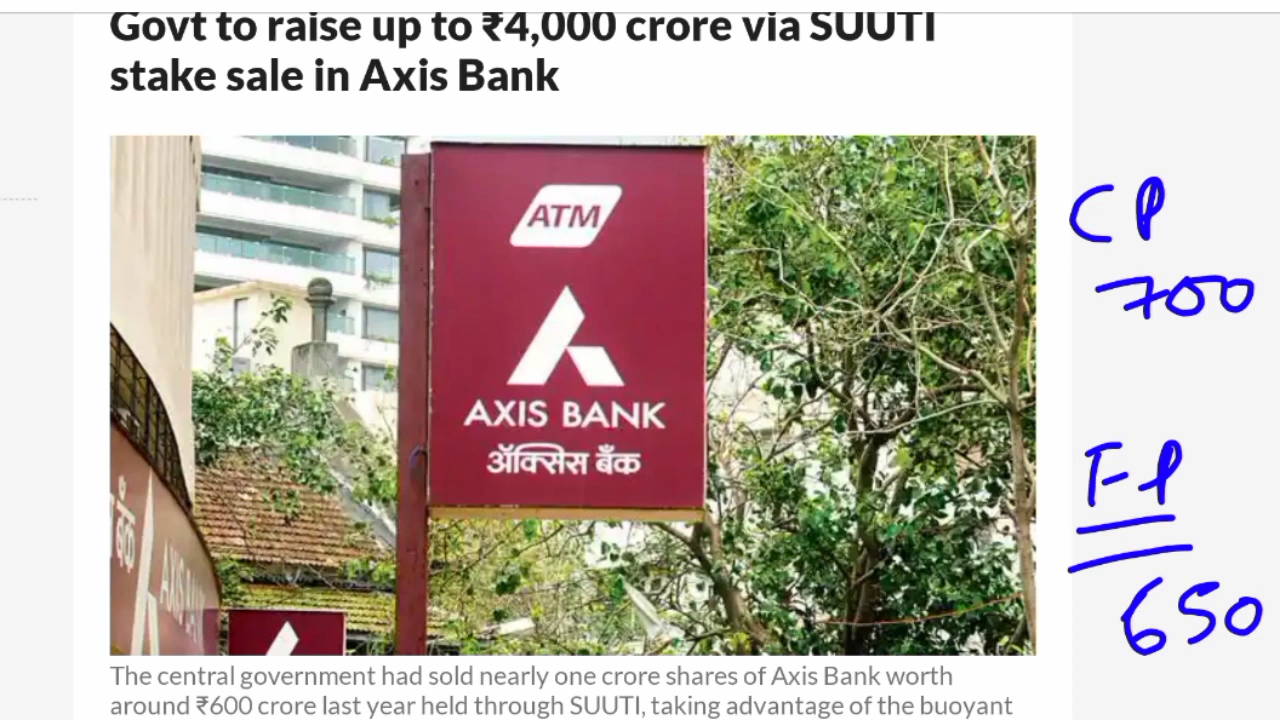 Govt to raise up to ₹4,000 crore via SUUTI
stake sale in Axis Bank
ATM
AXIS BANK
ॲक्सिस बैंक
AXIS BANK
CP
700
FP
650
The central government had sold nearly one crore shares of Axis Bank worth
around ₹600 crore last year held through SUUTI, taking advantage of the buoyant